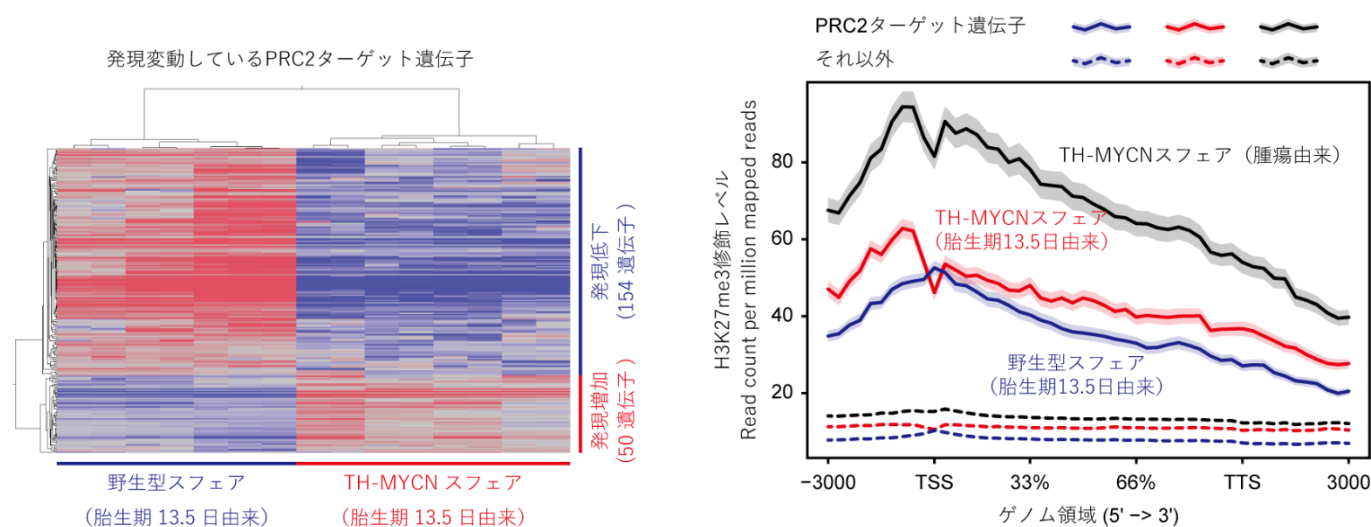 発現変動しているPRC2ターゲット遺伝子
発現低下
(154 遺伝子)
発現増加
(50 遺伝子)
野生型スフェア
(胎生期 13.5 日由来)
TH-MYCN スフェア
(胎生期 13.5 日由来)
PRC2ターゲット遺伝子
それ以外
H3K27me3修飾レベル
Read count per million mapped reads
80
60
40
20
TH-MYCNスフェア（腫瘍由来）
TH-MYCNスフェア
(胎生期13.5日由来)
野生型スフェア
(胎生期13.5日由来)
−3000 TSS 33% 66% TTS 3000
ゲノム領域 (5' −> 3')